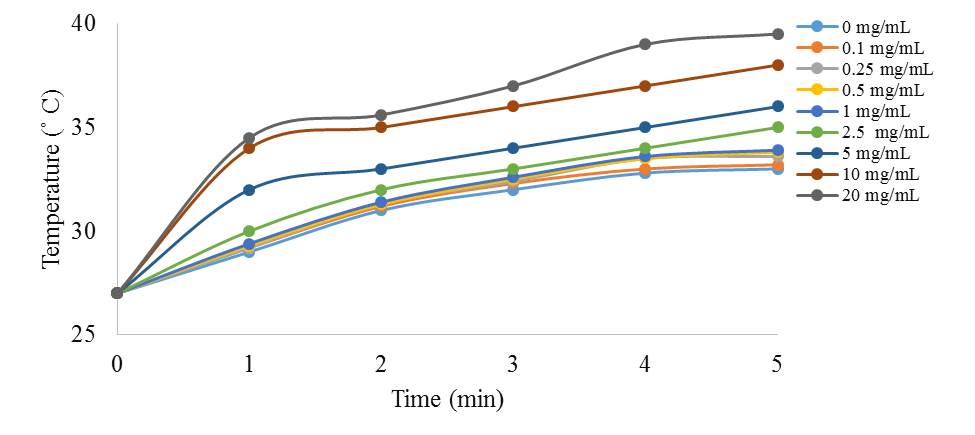 40
35
30
25
Temperature (˚ C)
0 1 2 3 4 5
Time (min)
0 mg/mL
0.1 mg/mL
0.25 mg/mL
0.5 mg/mL
1 mg/mL
2.5  mg/mL
5 mg/mL
10 mg/mL
20 mg/mL